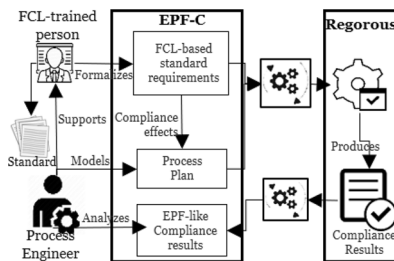 FCL-trained
person
EPF-C
Regorous
Formalizes
FCL-based
standard
requirements
Standard
Supports
Compliance
effects
Produces
Models
Process
Plan
Analyzes
EPF-like
Compliance
results
Process
Engineer
Compliance
Results